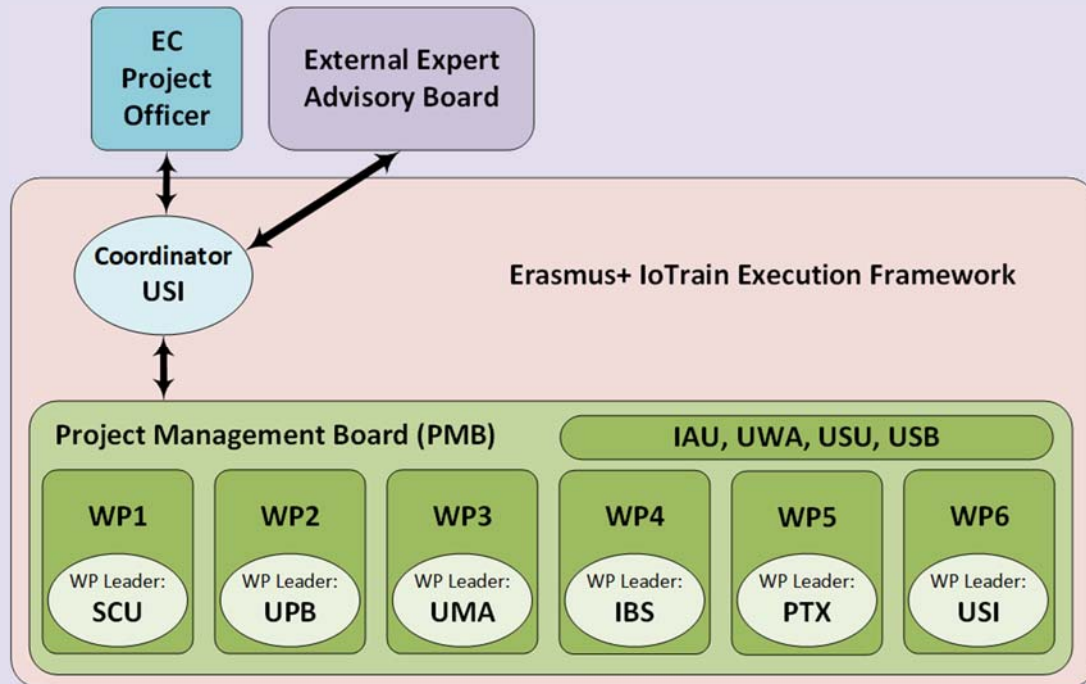 EC
Project
Officer
External Expert
Advisory Board
Coordinator
USI
Erasmus+ IoTrain Execution Framework
Project Management Board (PMB)
IAU, UWA, USU, USB
WP1
WP Leader:
SCU
WP2
WP Leader:
UPB
WP3
WP Leader:
UMA
WP4
WP Leader:
IBS
WP5
WP Leader:
PTX
WP6
WP Leader:
USI